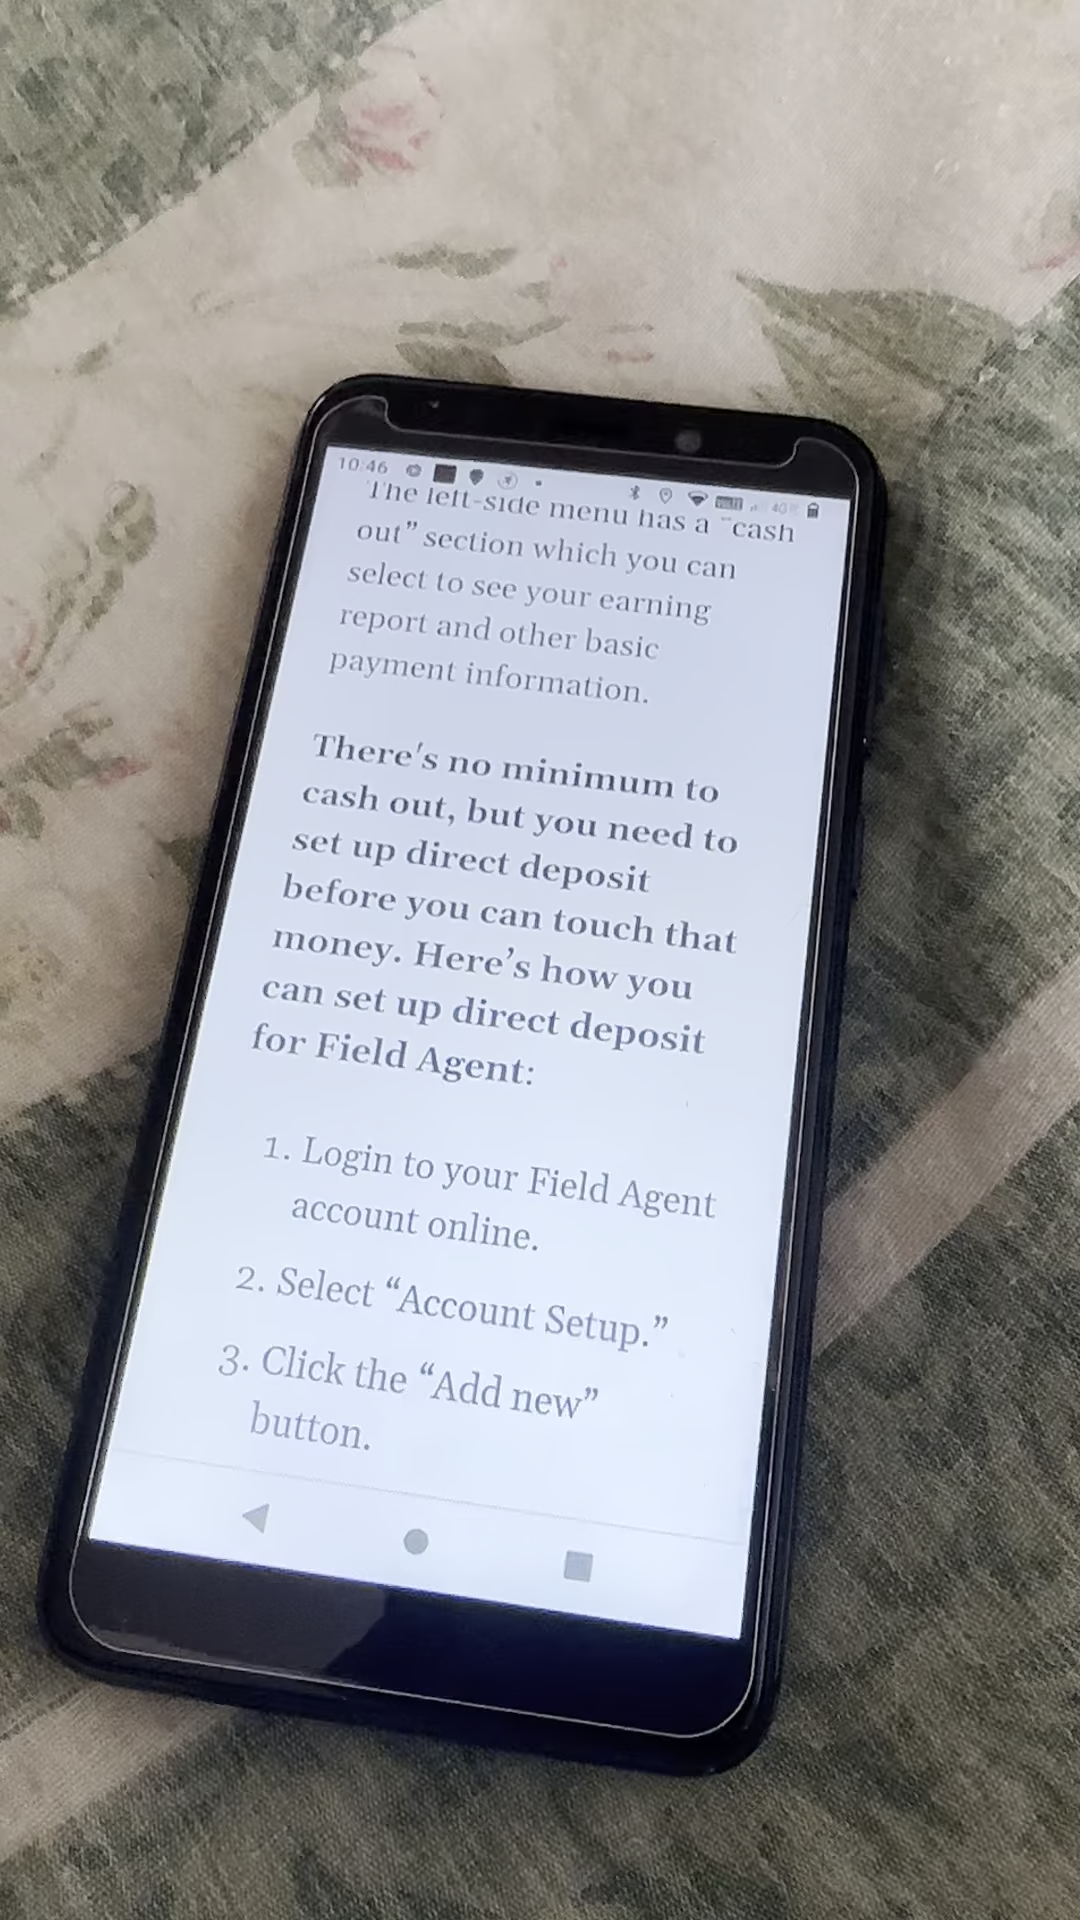 10:46
The left-side menu has a "cash
out" section which you can
select to see your earning
report and other basic
payment information.
There's no minimum to
cash out, but you need to
set up direct deposit
before you can touch that
money. Here’s how you
can set up direct deposit
for Field Agent:
1. Login to your Field Agent
account online.
2. Select “Account Setup.”
3. Click the “Add new”
button.